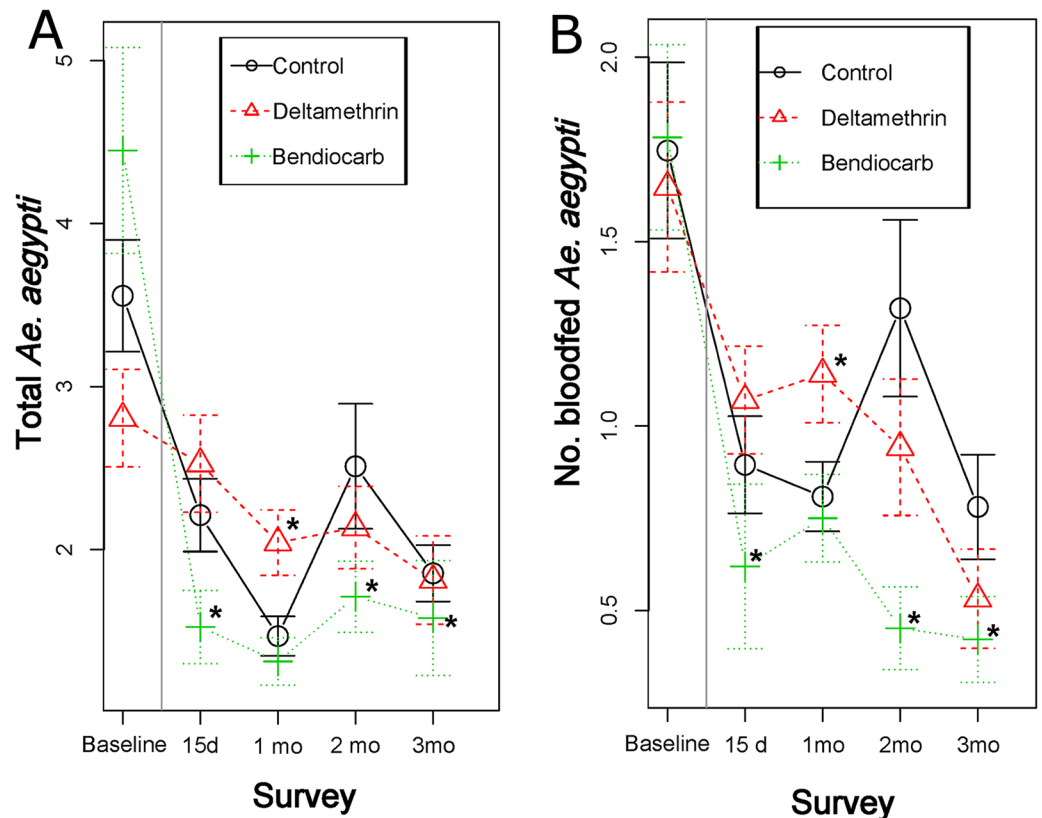 A
Total Ae. aegypti
5
4
3
2
Control
Deltamethrin
Bendiocarb
*
*
*
*
Baseline 15d 1 mo 2 mo 3mo
Survey
B
No. bloodfed Ae. aegypti
2.0
1.5
1.0
0.5
Control
Deltamethrin
Bendiocarb
*
*
*
*
Baseline 15 d 1mo 2mo 3mo
Survey